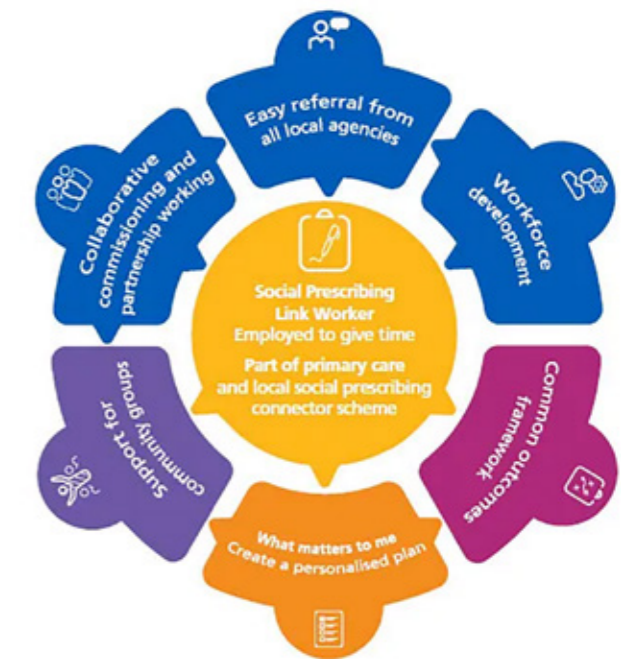 Easy referral from
all local agencies
Workforce
development
Common outcomes
framework
What matters to me
Create a personalised plan
Support for
community groups
Collaborative
commissioning and
partnership working
Social Prescribing
Link Worker
Employed to give time
Part of primary care
and local social prescribing
connector scheme